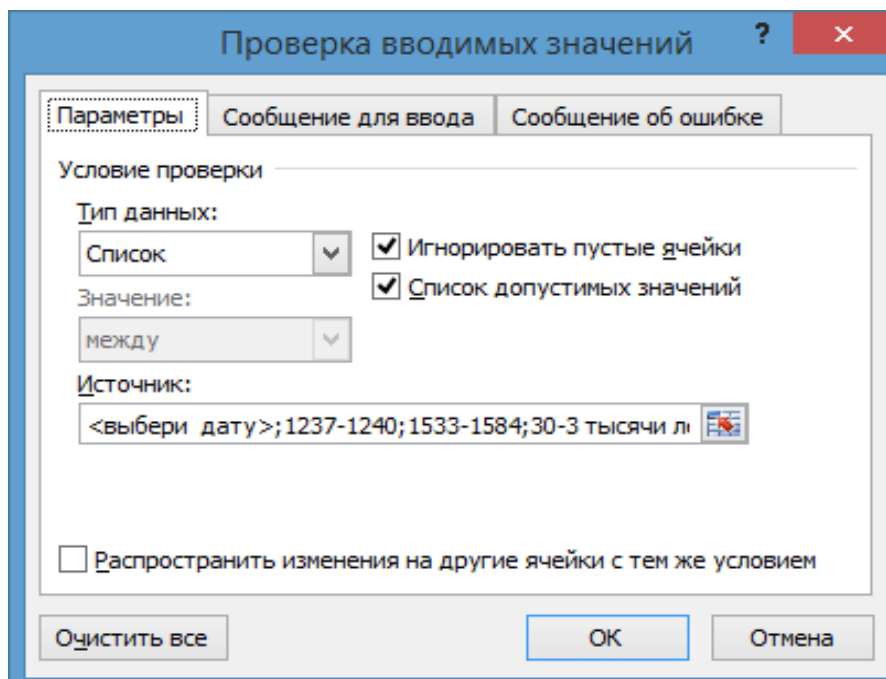 Проверка вводимых значений ?
Параметры Сообщение для ввода Сообщение об ошибке
Условие проверки
Тип данных:
Список Игнорировать пустые ячейки
Значение: Список допустимых значений
между
Источник:
<выбери дату>;1237-1240;1533-1584;30-3 тысячи
Распространить изменения на другие ячейки с тем же условием
Очистить все ОК Отмена